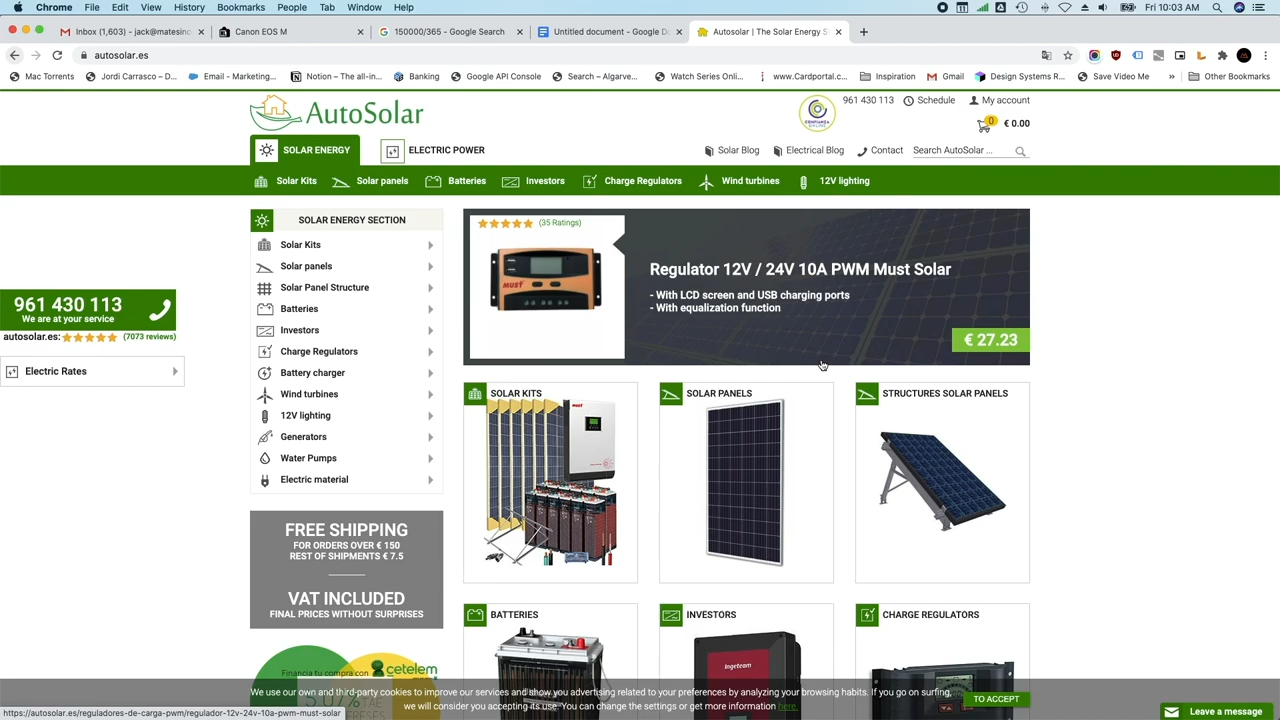 Chrome File Edit View History Bookmarks People Tab Window Help Fri 10:03 AM
Inbox (1,603) - jack@matesino Canon EOS M 150000/365 - Google Search Untitled document - Google Do Autosolar | The Solar Energy S
autosolar.es
Mac Torrents Jordi Carrasco – D... Email - Marketing... Notion – The all-in... Banking Google API Console Search – Algarve... Watch Series Onli... www.Cardportal.c... Inspiration Gmail Design Systems R... Save Video Me » Other Bookmarks
AutoSolar
CONFIANZA ONLINE
961 430 113 Schedule My account
0 € 0.00
SOLAR ENERGY ELECTRIC POWER Solar Blog Electrical Blog Contact Search AutoSolar ...
Solar Kits Solar panels Batteries Investors Charge Regulators Wind turbines 12V lighting
SOLAR ENERGY SECTION
Solar Kits
Solar panels
Solar Panel Structure
Batteries
Investors
Charge Regulators
Battery charger
Wind turbines
12V lighting
Generators
Water Pumps
Electric material
961 430 113
We are at your service
autosolar.es: (7073 reviews)
Electric Rates
(35 Ratings)
MUST
Regulator 12V / 24V 10A PWM Must Solar
- With LCD screen and USB charging ports
- With equalization function
€ 27.23
SOLAR KITS SOLAR PANELS STRUCTURES SOLAR PANELS
MUST
FREE SHIPPING
FOR ORDERS OVER € 150
REST OF SHIPMENTS € 7.5
VAT INCLUDED
FINAL PRICES WITHOUT SURPRISES
BATTERIES INVESTORS CHARGE REGULATORS
Ingeteam
Financia tu compra con cetelem
TAE
We use our own and third-party cookies to improve our services and show you advertising related to your preferences by analyzing your browsing habits. If you go on surfing,
we will consider you accepting its use. You can change the settings or get more information here.
TO ACCEPT
https://autosolar.es/reguladores-de-carga-pwm/regulador-12v-24v-10a-pwm-must-solar
Leave a message